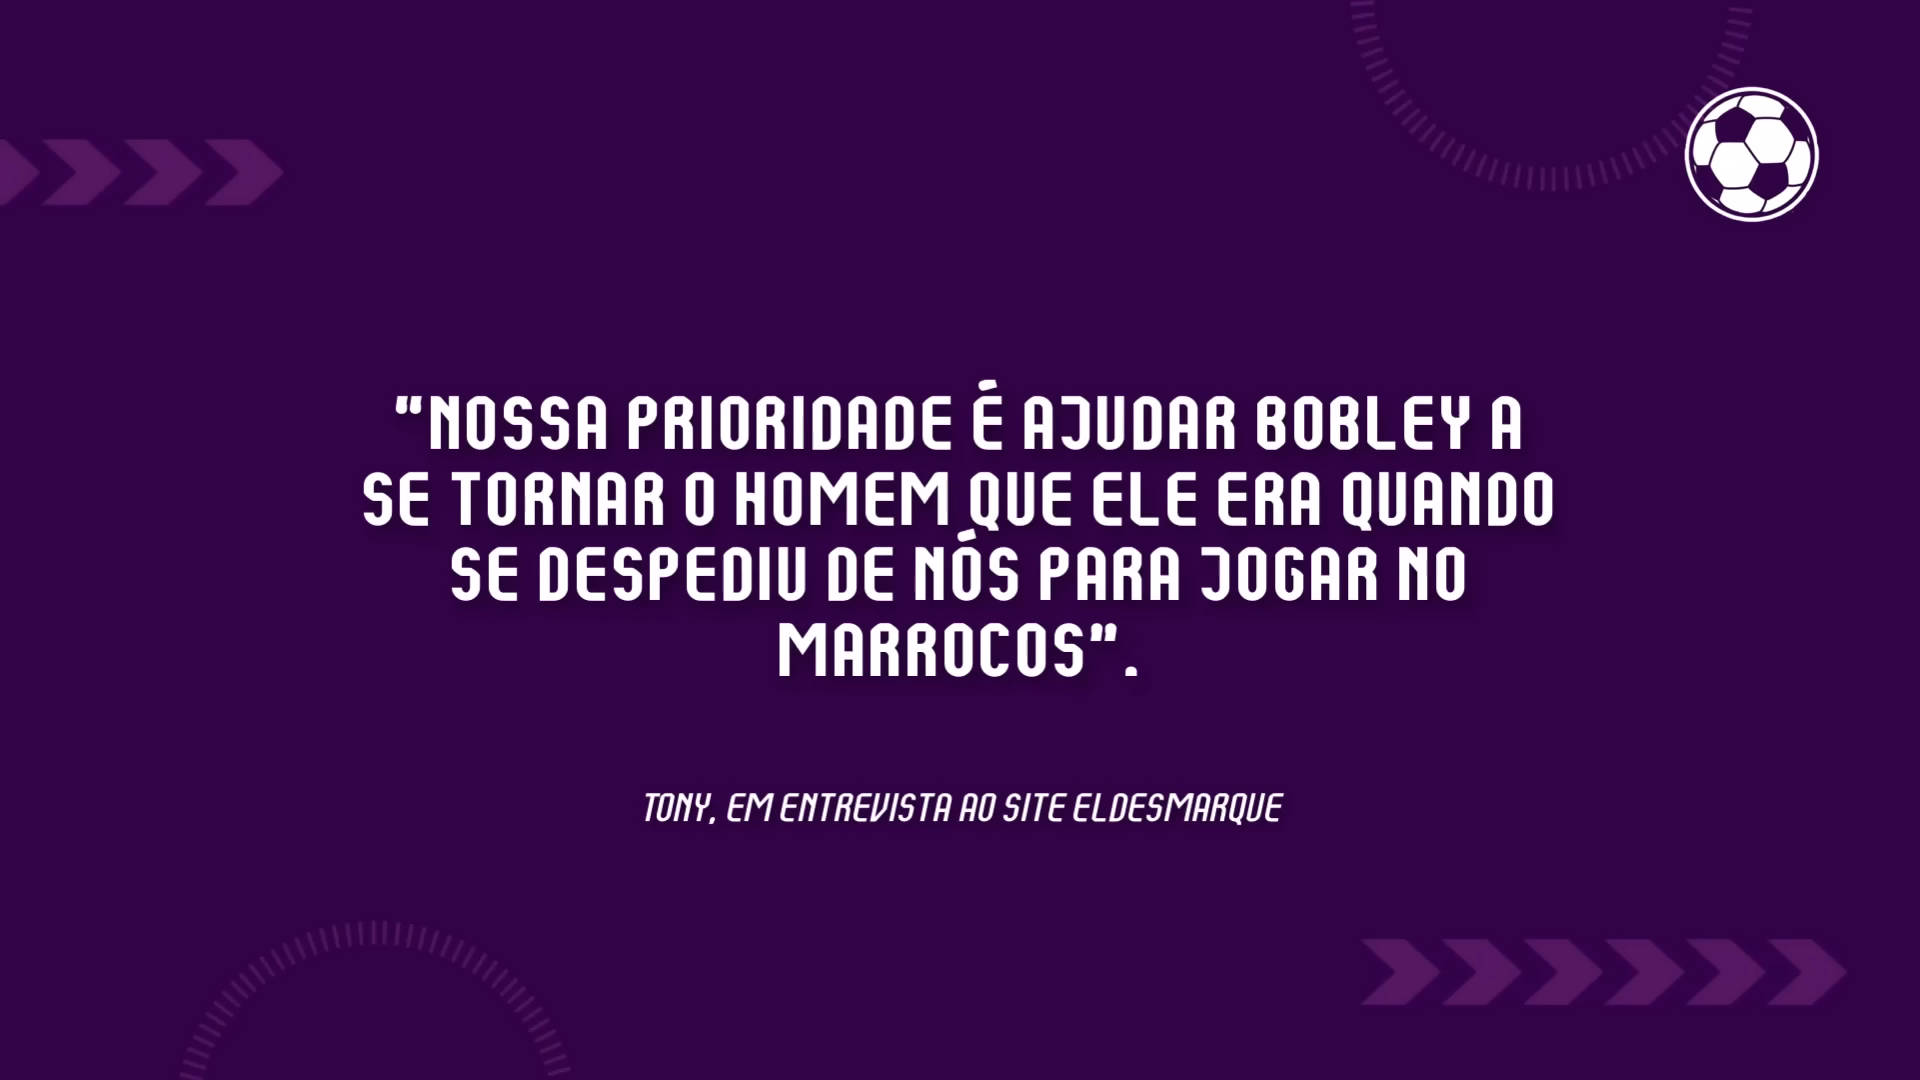 "NOSSA PRIORIDADE É AJUDAR BOBLEY A
SE TORNAR O HOMEM QUE ELE ERA QUANDO
SE DESPEDIU DE NÓS PARA JOGAR NO
MARROCOS".
TONY, EM ENTREVISTA AO SITE ELDESMARQUE